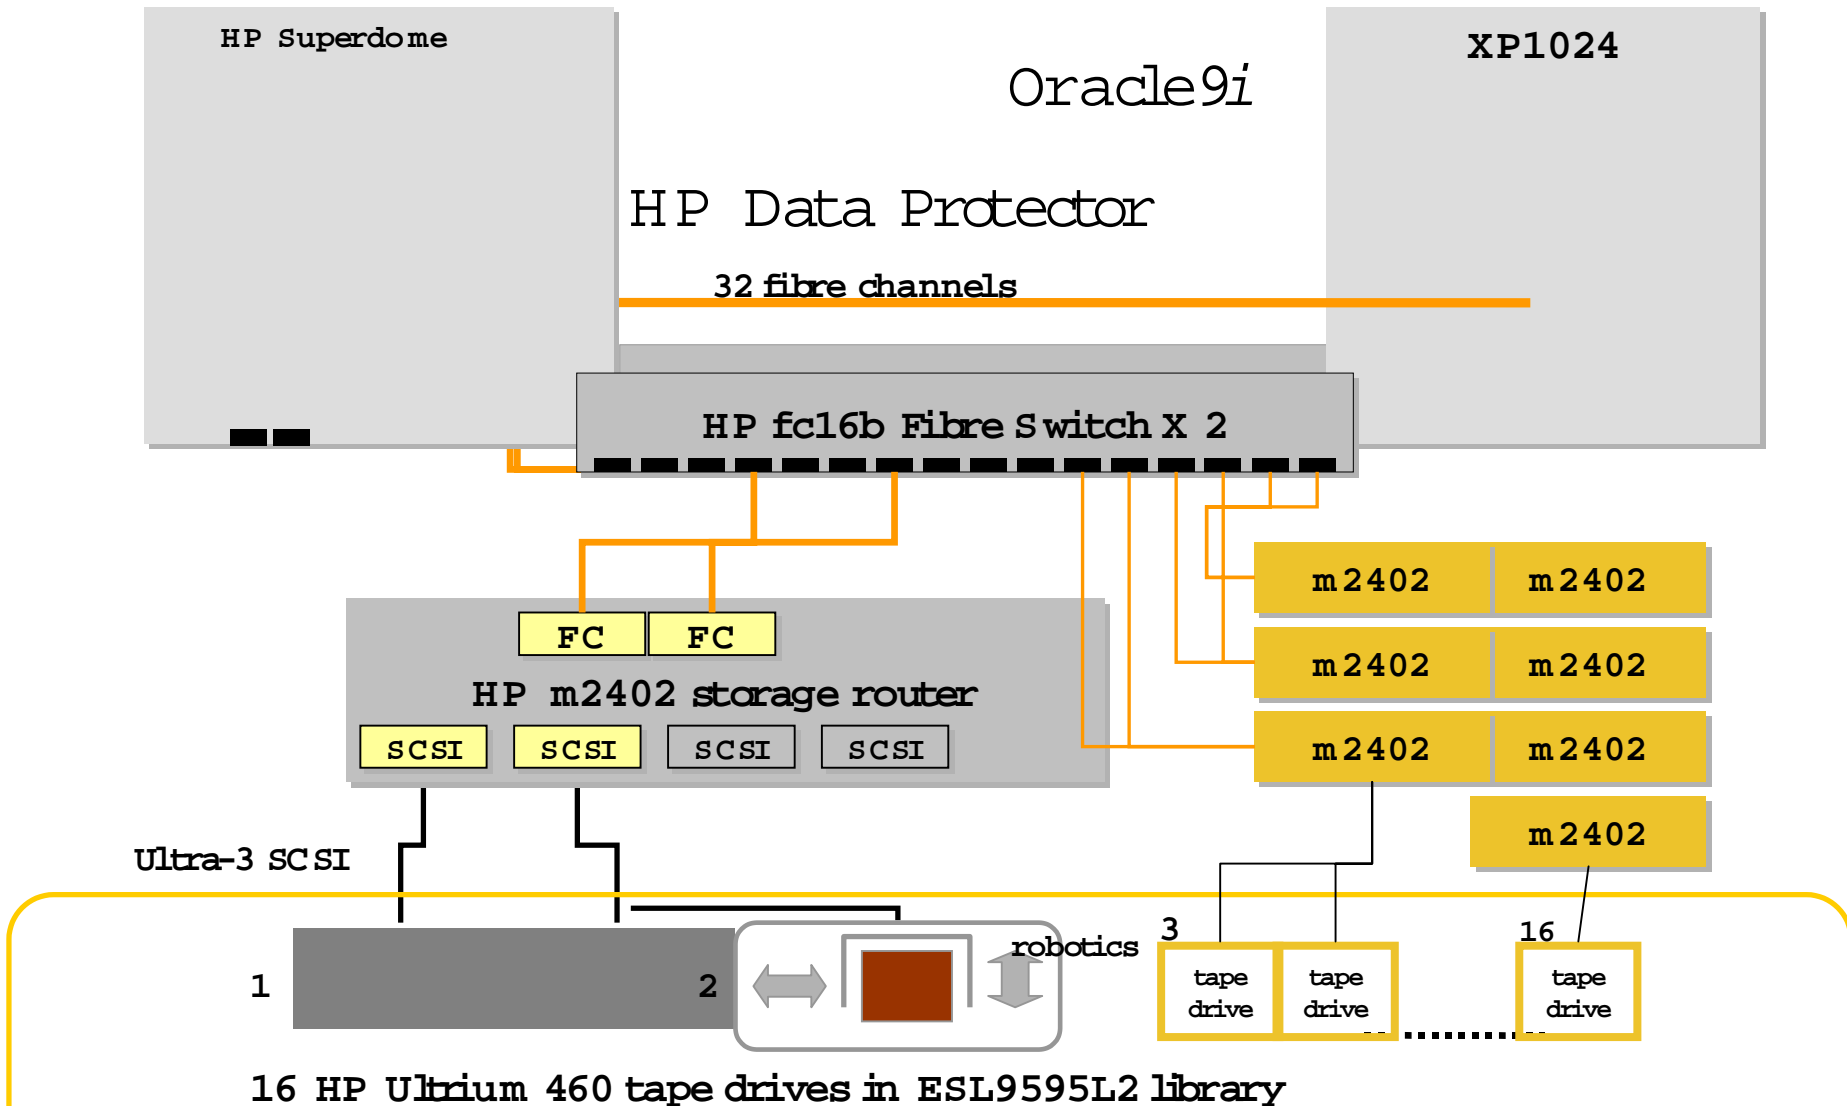 HP Superdome
XP1024
Oracle9i
HP Data Protector
32 fibre channels
HP fc16b Fibre Switch X 2
m2402 m2402
FC FC
m2402 m2402
HP m2402 storage router
SCSI SCSI SCSI SCSI
m2402 m2402
m2402
Ultra-3 SCSI
3
16
robotics
1
2
tape drive
tape drive
tape drive
16 HP Ultrium 460 tape drives in ESL9595L2 library